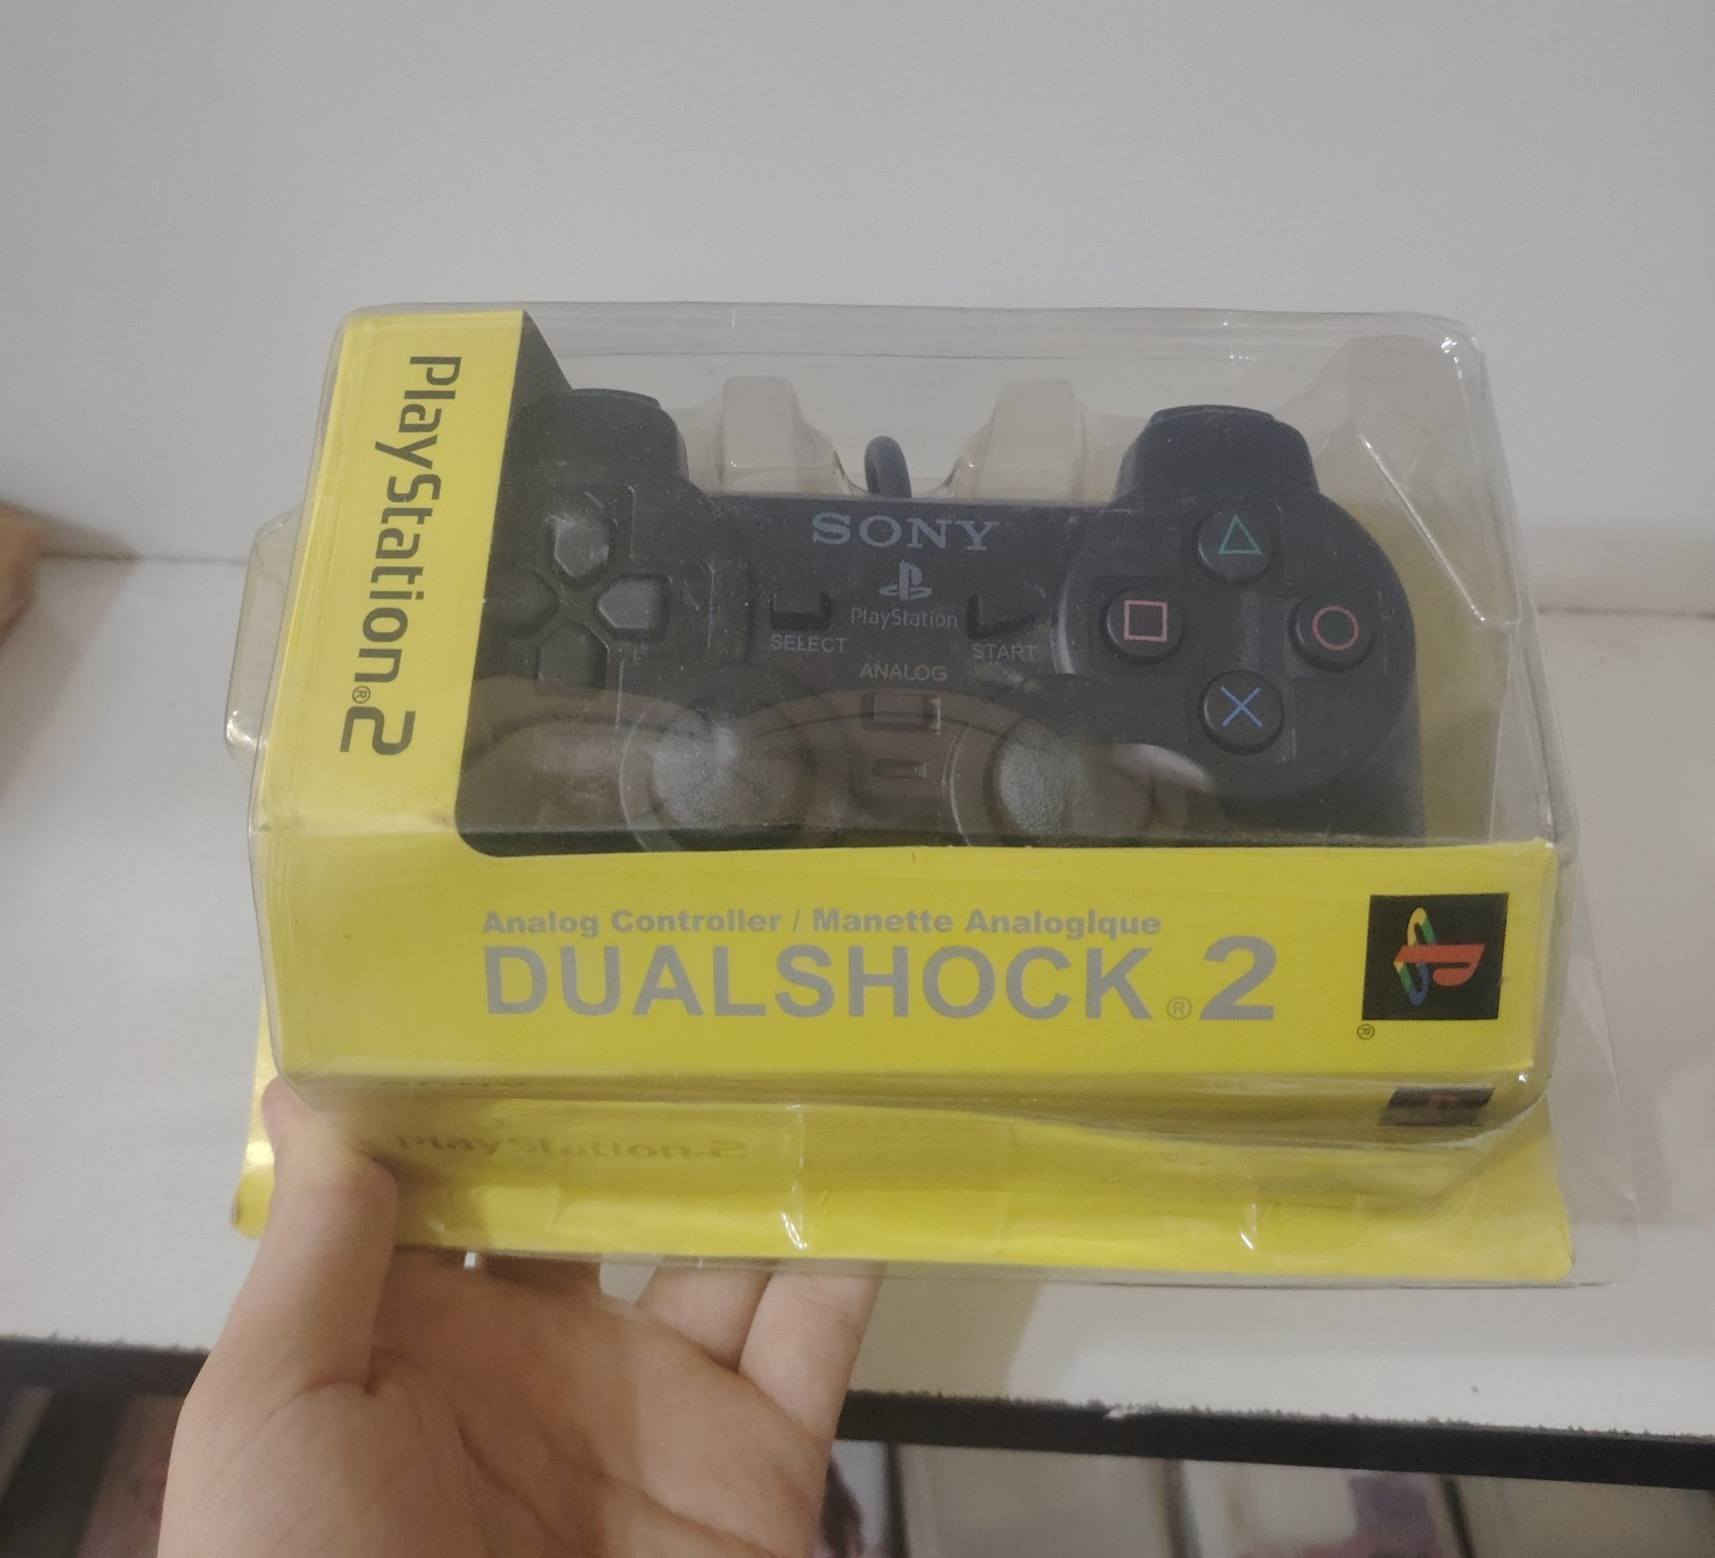 PlayStation®2
SONY
PlayStation
SELECT
START
ANALOG
Analog Controller / Manette AnalogIque
DUALSHOCK®2
®
PlayStation 2